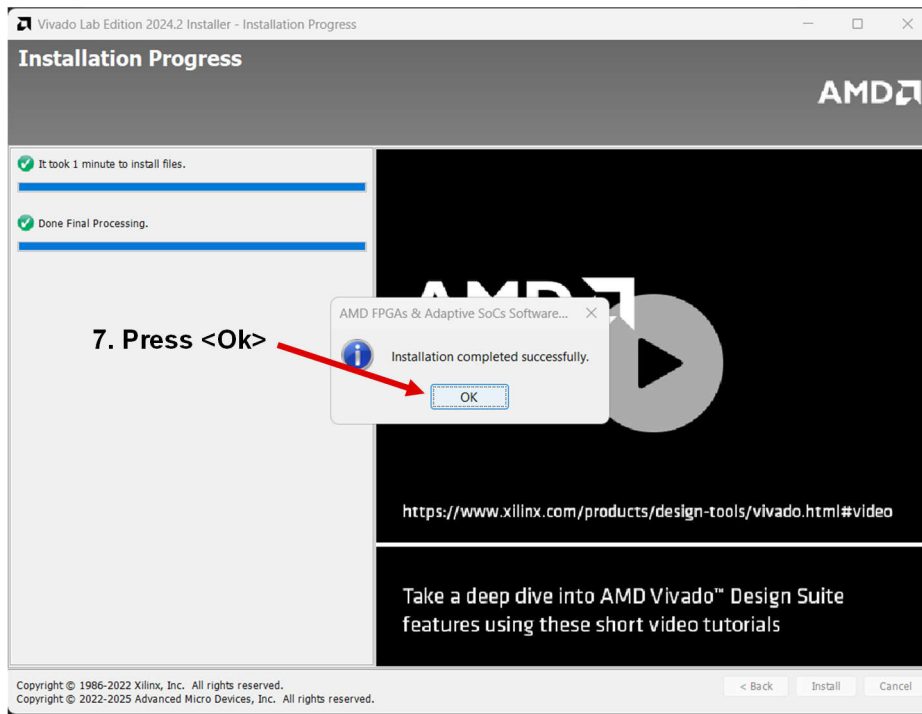 Vivado Lab Edition 2024.2 Installer - Installation Progress
Installation Progress
AMD
It took 1 minute to install files.
Done Final Processing.
AMD
AMD FPGAs & Adaptive SoCs Software...
7. Press <Ok>
Installation completed successfully.
OK
https://www.xilinx.com/products/design-tools/vivado.html#video
Take a deep dive into AMD Vivado™ Design Suite
features using these short video tutorials
Copyright © 1986-2022 Xilinx, Inc. All rights reserved.
Copyright © 2022-2025 Advanced Micro Devices, Inc. All rights reserved.
< Back
Install
Cancel